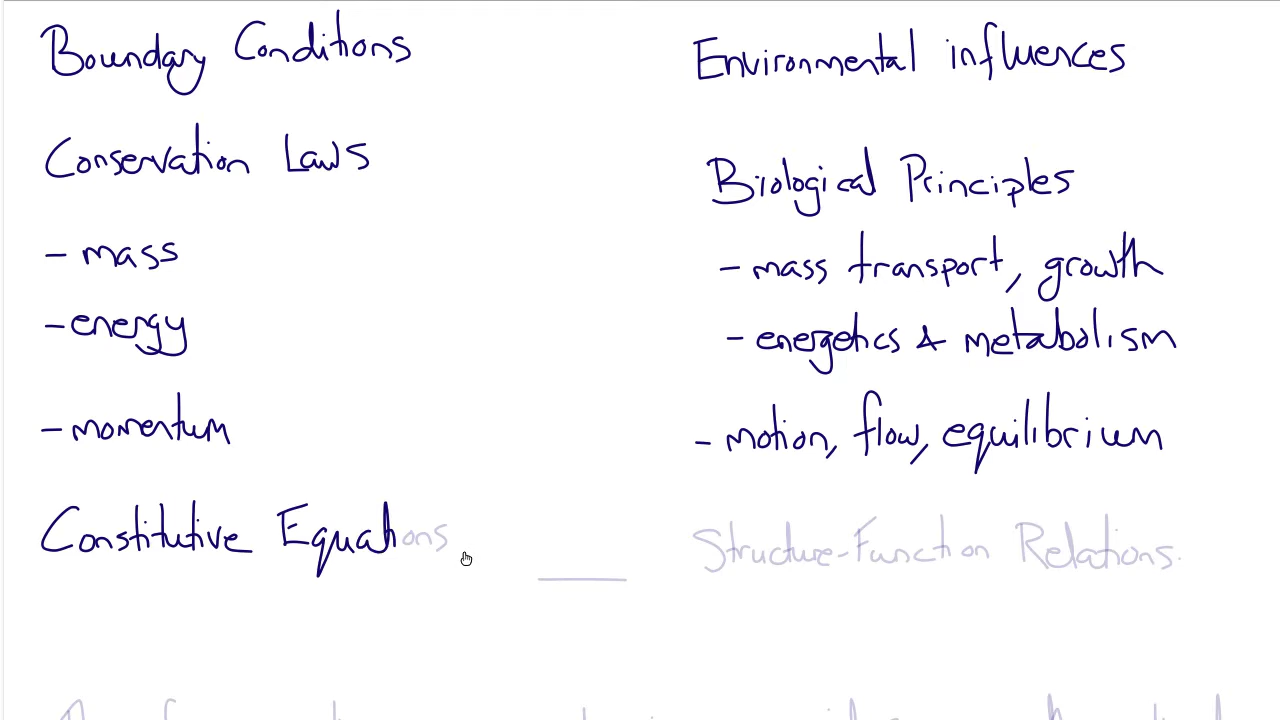 Boundary Conditions
Environmental influences
Conservation Laws
Biological Principles
- mass
- mass transport, growth
- energy
- energetics & metabolism
- momentum
- motion, flow, equilibrium
Constitutive Equations
Structure-Function Relations.